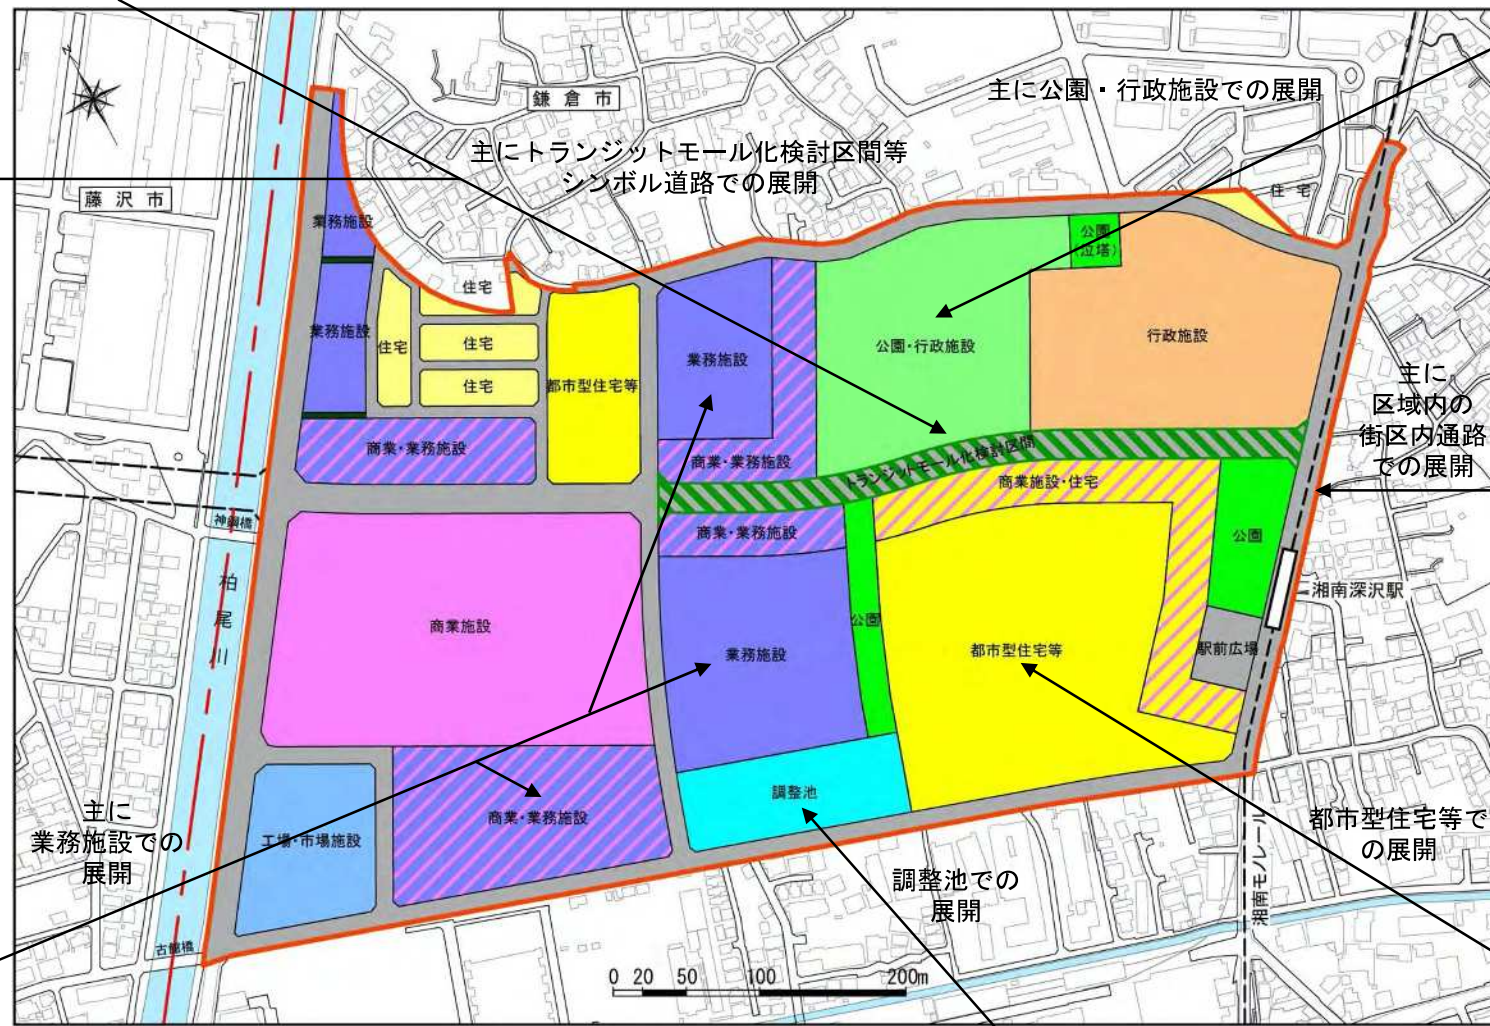 鎌倉市
主に公園・行政施設での展開
主にトランジットモール化検討区間等
シンボル道路での展開
藤沢市
住宅
業務施設
公園
(泣塔)
住宅
業務施設
住宅
住宅
住宅
都市型住宅等
業務施設
公園・行政施設
行政施設
主に
区域内の
街区内通路
での展開
商業・業務施設
商業・業務施設
トランジットモール化検討区間
商業施設・住宅
神鋼橋
商業・業務施設
公園
柏尾川
湘南深沢駅
商業施設
公園
業務施設
都市型住宅等
駅前広場
調整池
主に
業務施設での
展開
工場・市場施設
商業・業務施設
都市型住宅等で
の展開
調整池での
展開
湘南モノレール
古館橋
0 20 50 100 200m